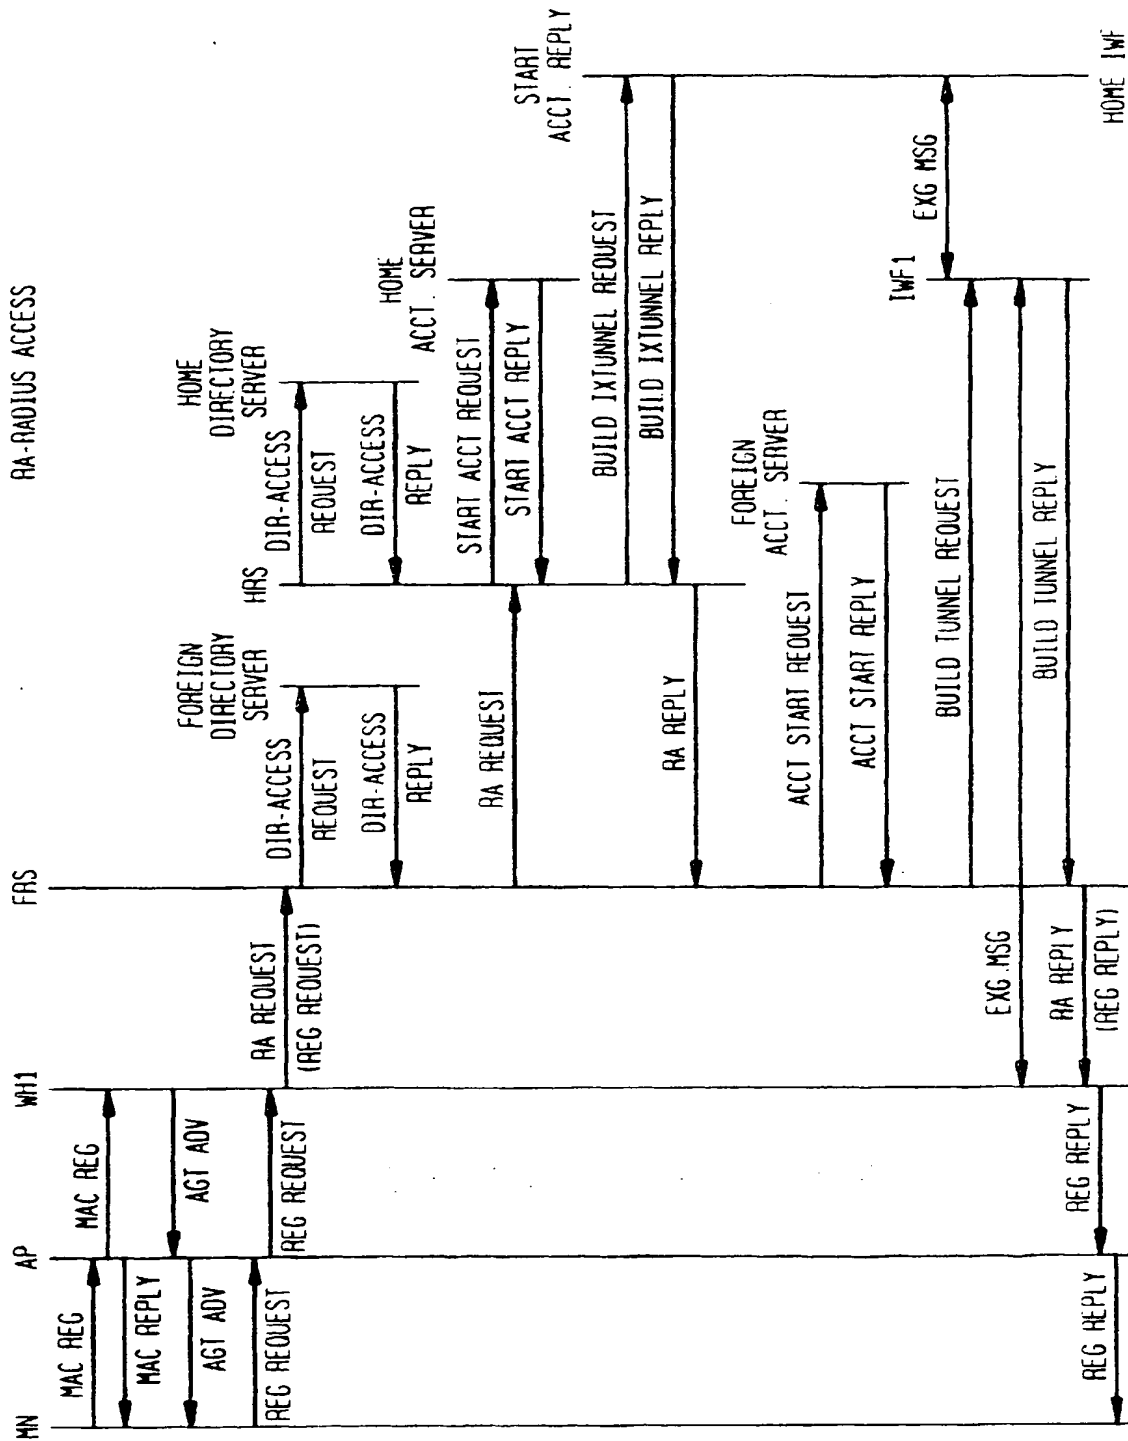 RA-RADIUS ACCESS
MN
AP
WH1
FRS
FOREIGN
DIRECTORY
SERVER
HRS
HOME
DIRECTORY
SERVER
HOME
ACCT. SERVER
START
ACCT. REPLY
MAC REG
MAC REG
MAC REPLY
AGT ADV
AGT ADV
REG REQUEST
REG REQUEST
RA REQUEST
(REG REQUEST)
DIR-ACCESS
REQUEST
DIR-ACCESS
REPLY
DIR-ACCESS
REQUEST
DIR-ACCESS
REPLY
RA REQUEST
START ACCT REQUEST
START ACCT REPLY
BUILD IXTUNNEL REQUEST
BUILD IXTUNNEL REPLY
RA REPLY
FOREIGN
ACCT. SERVER
ACCT START REQUEST
ACCT START REPLY
IWF1
EXG MSG
BUILD TUNNEL REQUEST
BUILD TUNNEL REPLY
EXG.MSG
RA REPLY
(REG REPLY)
REG REPLY
REG REPLY
HOME IWF